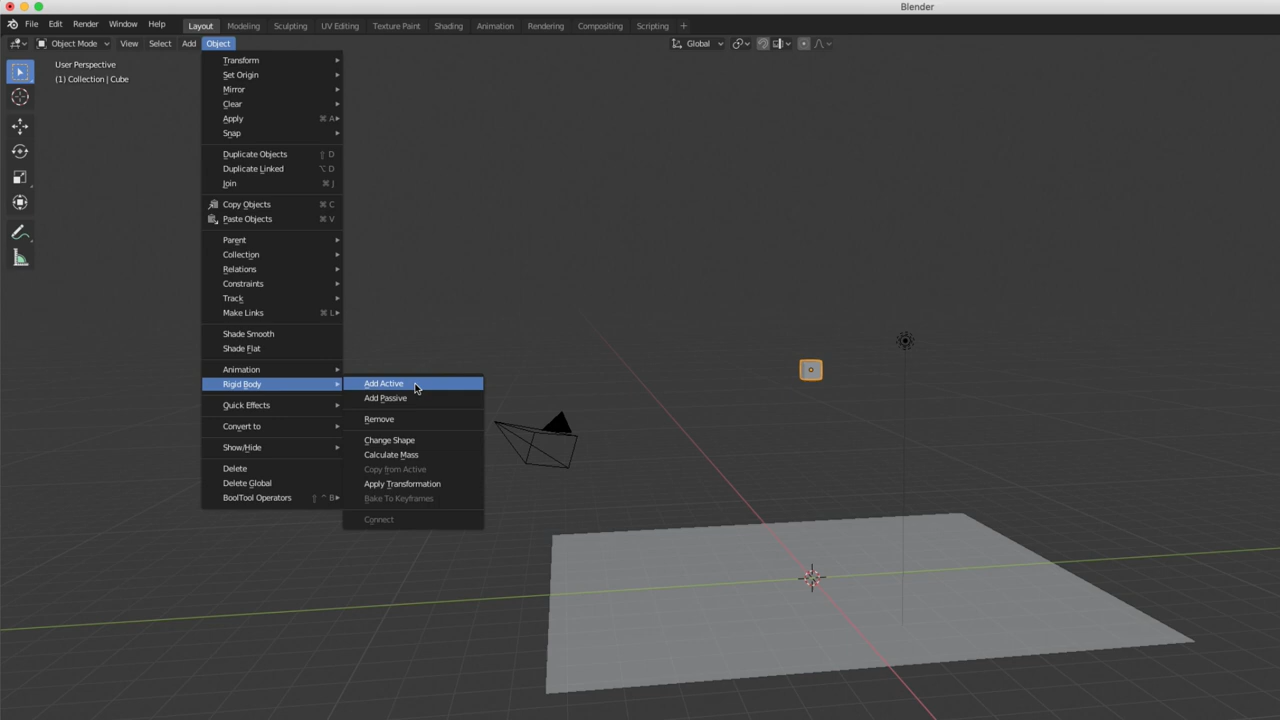 Blender
File Edit Render Window Help Layout Modeling Sculpting UV Editing Texture Paint Shading Animation Rendering Compositing Scripting +
Object Mode View Select Add Object Global
User Perspective
(1) Collection | Cube
Transform
Set Origin
Mirror
Clear
Apply ⌘ A
Snap
Duplicate Objects ⇧ D
Duplicate Linked ⌥ D
Join ⌘ J
Copy Objects ⌘ C
Paste Objects ⌘ V
Parent
Collection
Relations
Constraints
Track
Make Links ⌘ L
Shade Smooth
Shade Flat
Animation
Rigid Body
Quick Effects
Convert to
Show/Hide
Delete
Delete Global
BoolTool Operators ⇧ ^ B
Add Active
Add Passive
Remove
Change Shape
Calculate Mass
Copy from Active
Apply Transformation
Bake To Keyframes
Connect